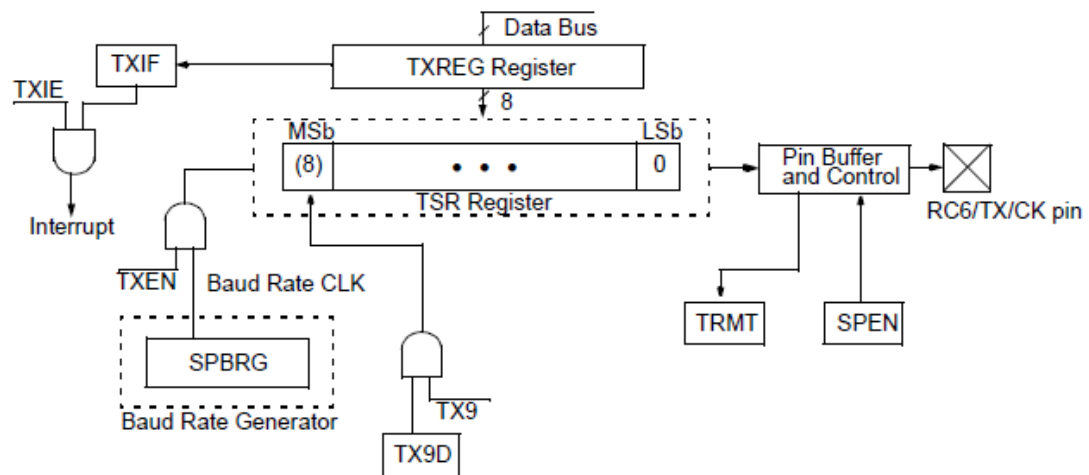 Data Bus
TXIF
TXREG Register
TXIE
8
MSb
LSb
(8)
• • •
0
Pin Buffer
and Control
TSR Register
RC6/TX/CK pin
Interrupt
TXEN
Baud Rate CLK
TRMT
SPEN
SPBRG
TX9
Baud Rate Generator
TX9D